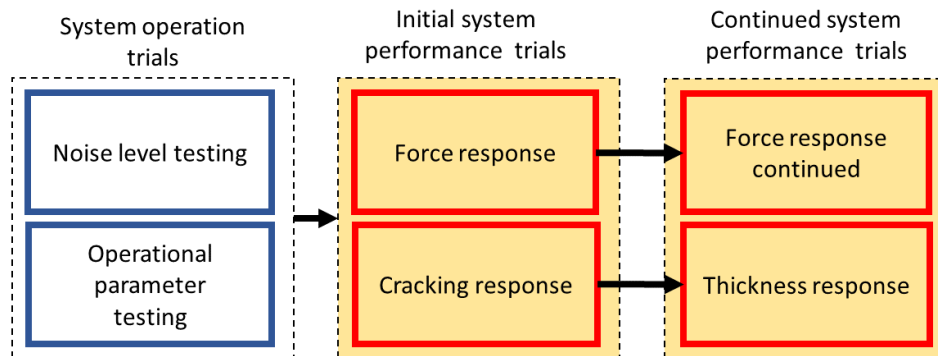 System operation
trials
Initial system
performance trials
Continued system
performance trials
Noise level testing
Force response
Force response
continued
Operational
parameter
testing
Cracking response
Thickness response